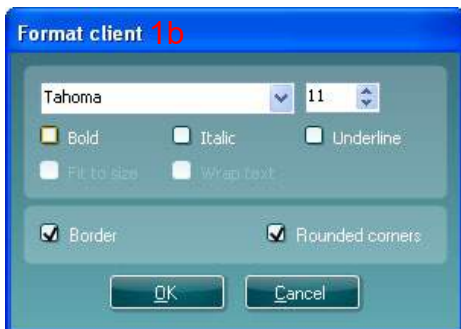 Format client 1b
Tahoma 11
Bold Italic Underline
Fit to size Wrap text
Border Rounded corners
OK Cancel